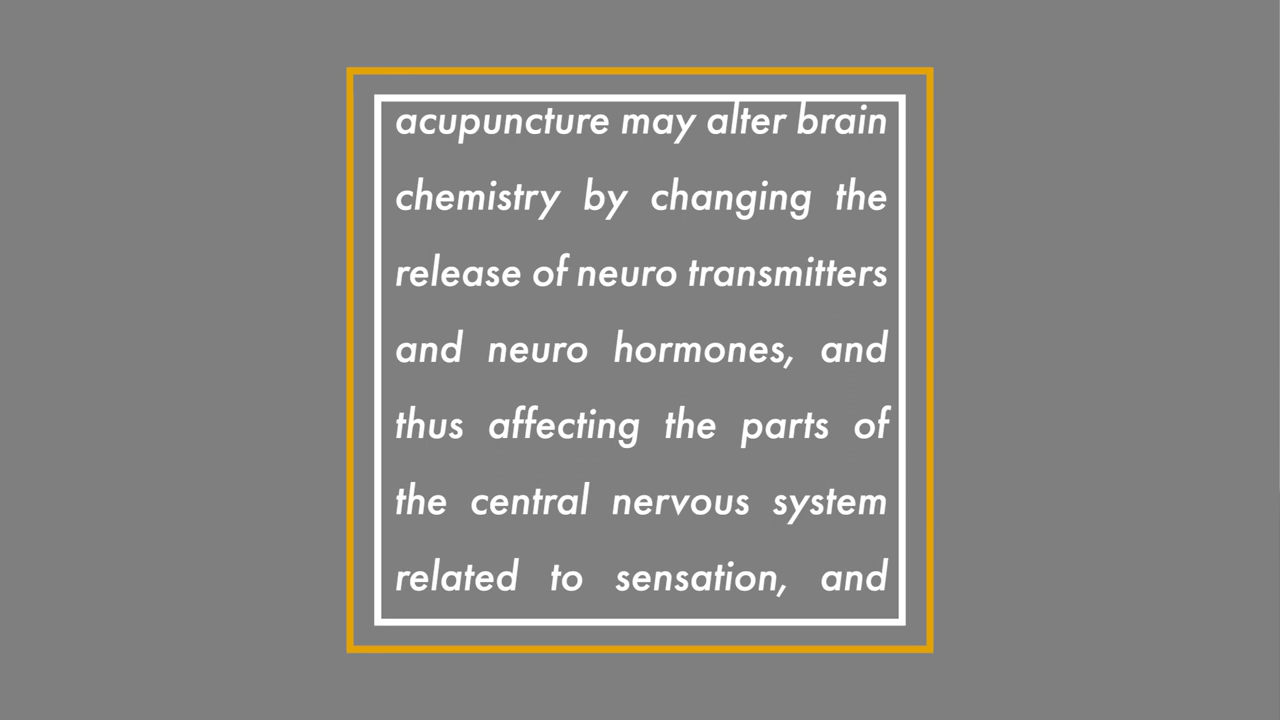 acupuncture may alter brain
chemistry by changing the
release of neuro transmitters
and neuro hormones, and
thus affecting the parts of
the central nervous system
related to sensation, and